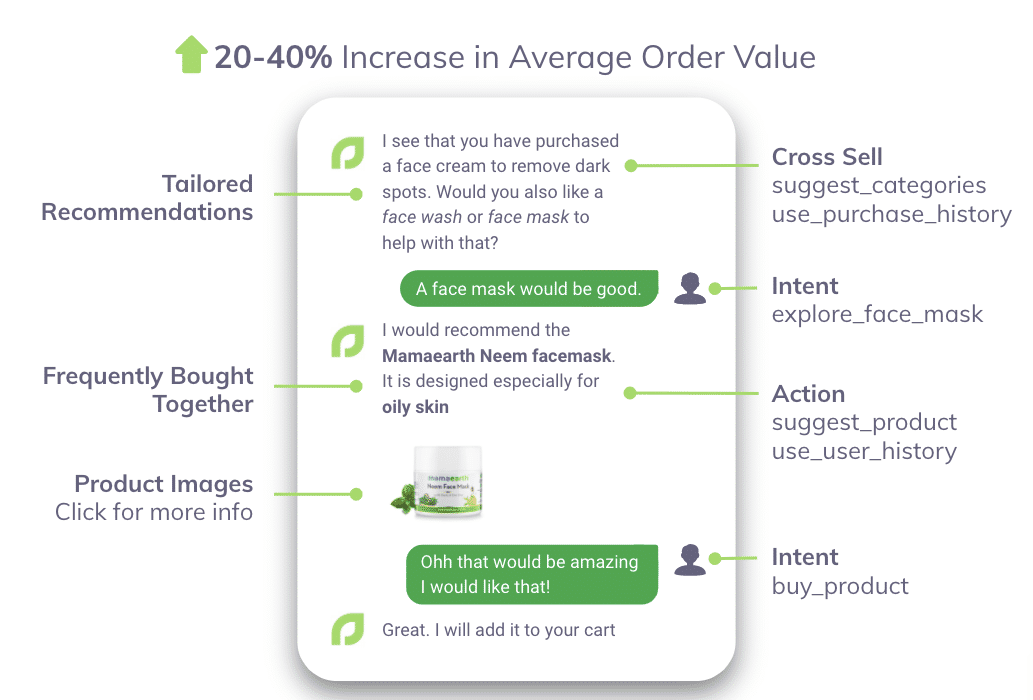 20-40% Increase in Average Order Value
Tailored
Recommendations
I see that you have purchased
a face cream to remove dark
spots. Would you also like a
face wash or face mask to
help with that?
Cross Sell
suggest_categories
use_purchase_history
A face mask would be good.
Intent
explore_face_mask
Frequently Bought
Together
I would recommend the
Mamaearth Neem facemask.
It is designed especially for
oily skin
Action
suggest_product
use_user_history
Product Images
Click for more info
mamaearth
Neem Face Mask
Ohh that would be amazing
I would like that!
Intent
buy_product
Great. I will add it to your cart